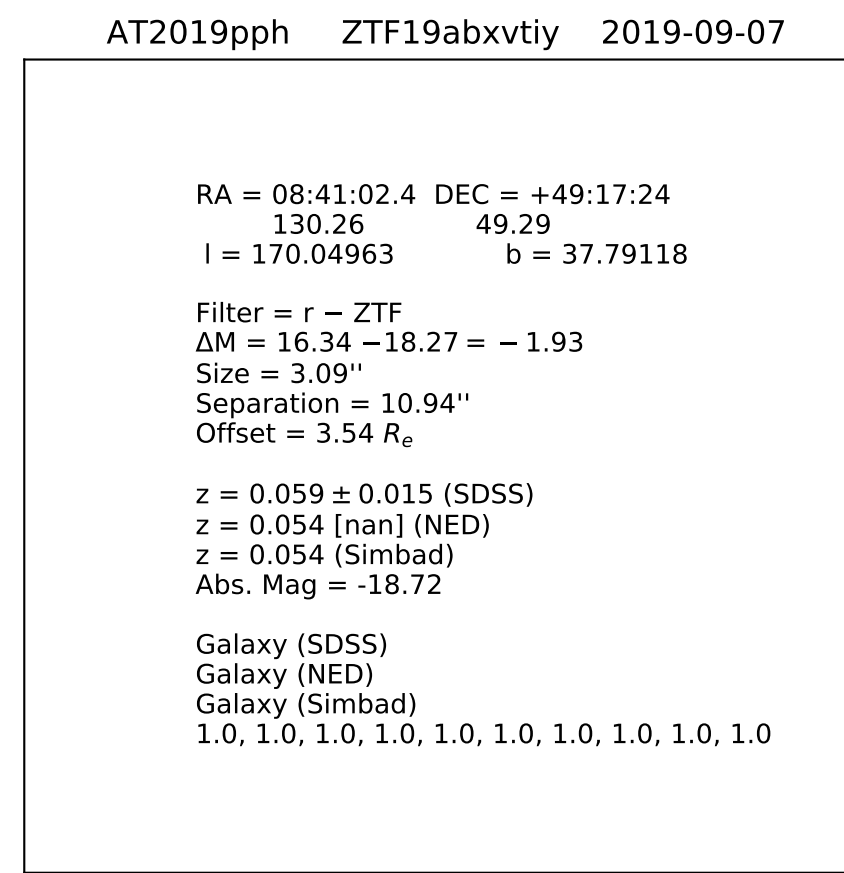 AT2019pph ZTF19abxvtiy 2019-09-07
RA = 08:41:02.4 DEC = +49:17:24
130.26 49.29
l = 170.04963 b = 37.79118
Filter = r − ZTF
ΔM = 16.34 −18.27 = − 1.93
Size = 3.09''
Separation = 10.94''
Offset = 3.54 Rₑ
z = 0.059 ± 0.015 (SDSS)
z = 0.054 [nan] (NED)
z = 0.054 (Simbad)
Abs. Mag = -18.72
Galaxy (SDSS)
Galaxy (NED)
Galaxy (Simbad)
1.0, 1.0, 1.0, 1.0, 1.0, 1.0, 1.0, 1.0, 1.0, 1.0